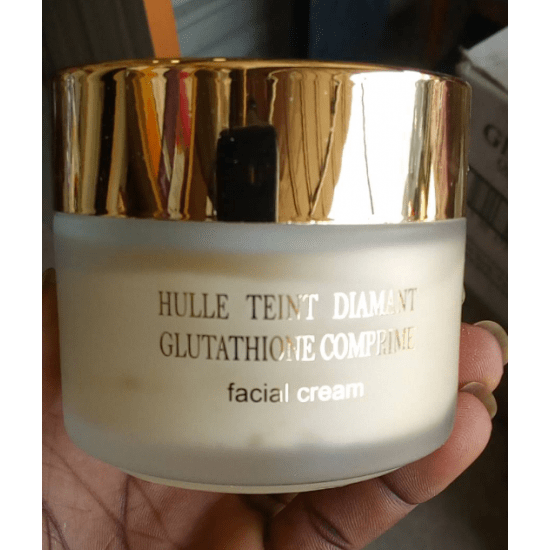 HULLE TEINT DIAMANT
GLUTATHIONE COMPRIME
facial cream